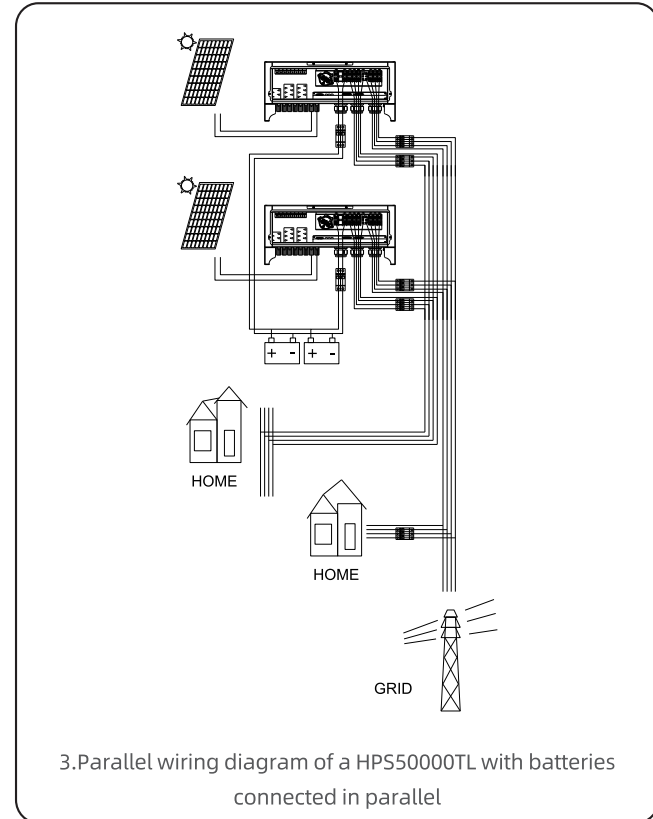 + - + -
HOME
HOME
GRID
3.Parallel wiring diagram of a HPS50000TL with batteries
connected in parallel